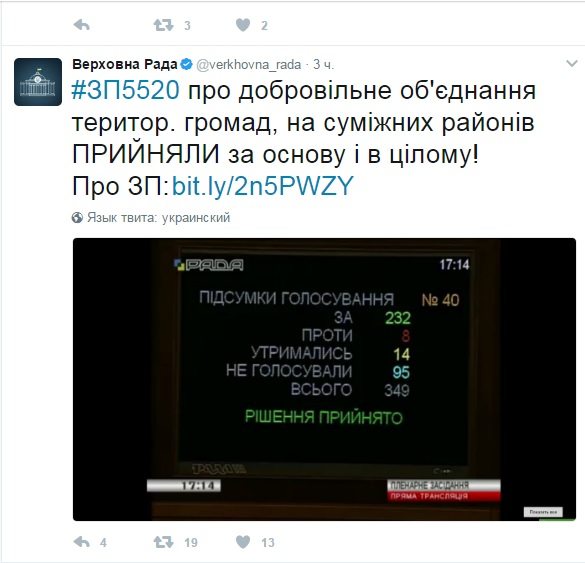 3 2
Верховна Рада @verkhovna_rada · 3 ч.
#ЗП5520 про добровільне об'єднання
територ. громад, на суміжних районів
ПРИЙНЯЛИ за основу і в цілому!
Про ЗП:bit.ly/2n5PWZY
Язык твита: украинский
РАДА 17:14
ПІДСУМКИ ГОЛОСУВАННЯ № 40
ЗА 232
ПРОТИ 8
УТРИМАЛИСЬ 14
НЕ ГОЛОСУВАЛИ 95
ВСЬОГО 349
РІШЕННЯ ПРИЙНЯТО
РАДА
17:14 ПЛЕНАРНЕ ЗАСІДАННЯ
ПРЯМА ТРАНСЛЯЦІЯ
Показать все
4 19 13